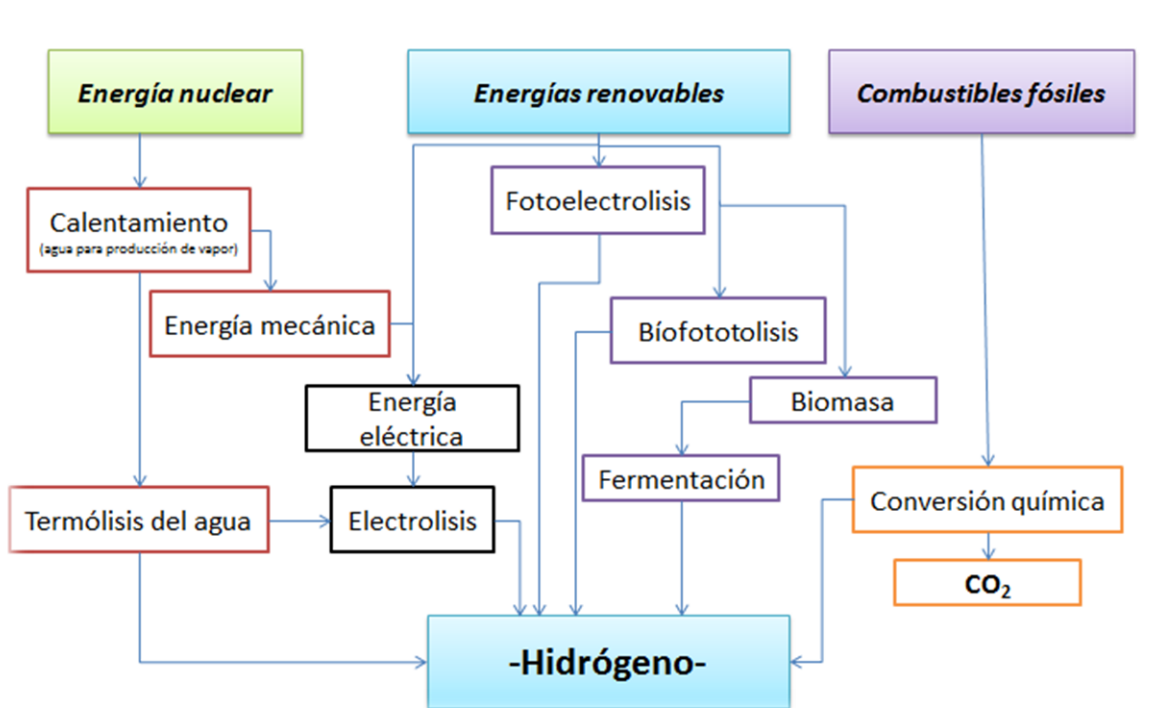 Energía nuclear
Energías renovables
Combustibles fósiles
Fotoelectrolisis
Calentamiento
(agua para producción de vapor)
Energía mecánica
Bíofototolisis
Biomasa
Energía
eléctrica
Fermentación
Conversión química
Termólisis del agua
Electrolisis
CO₂
-Hidrógeno-